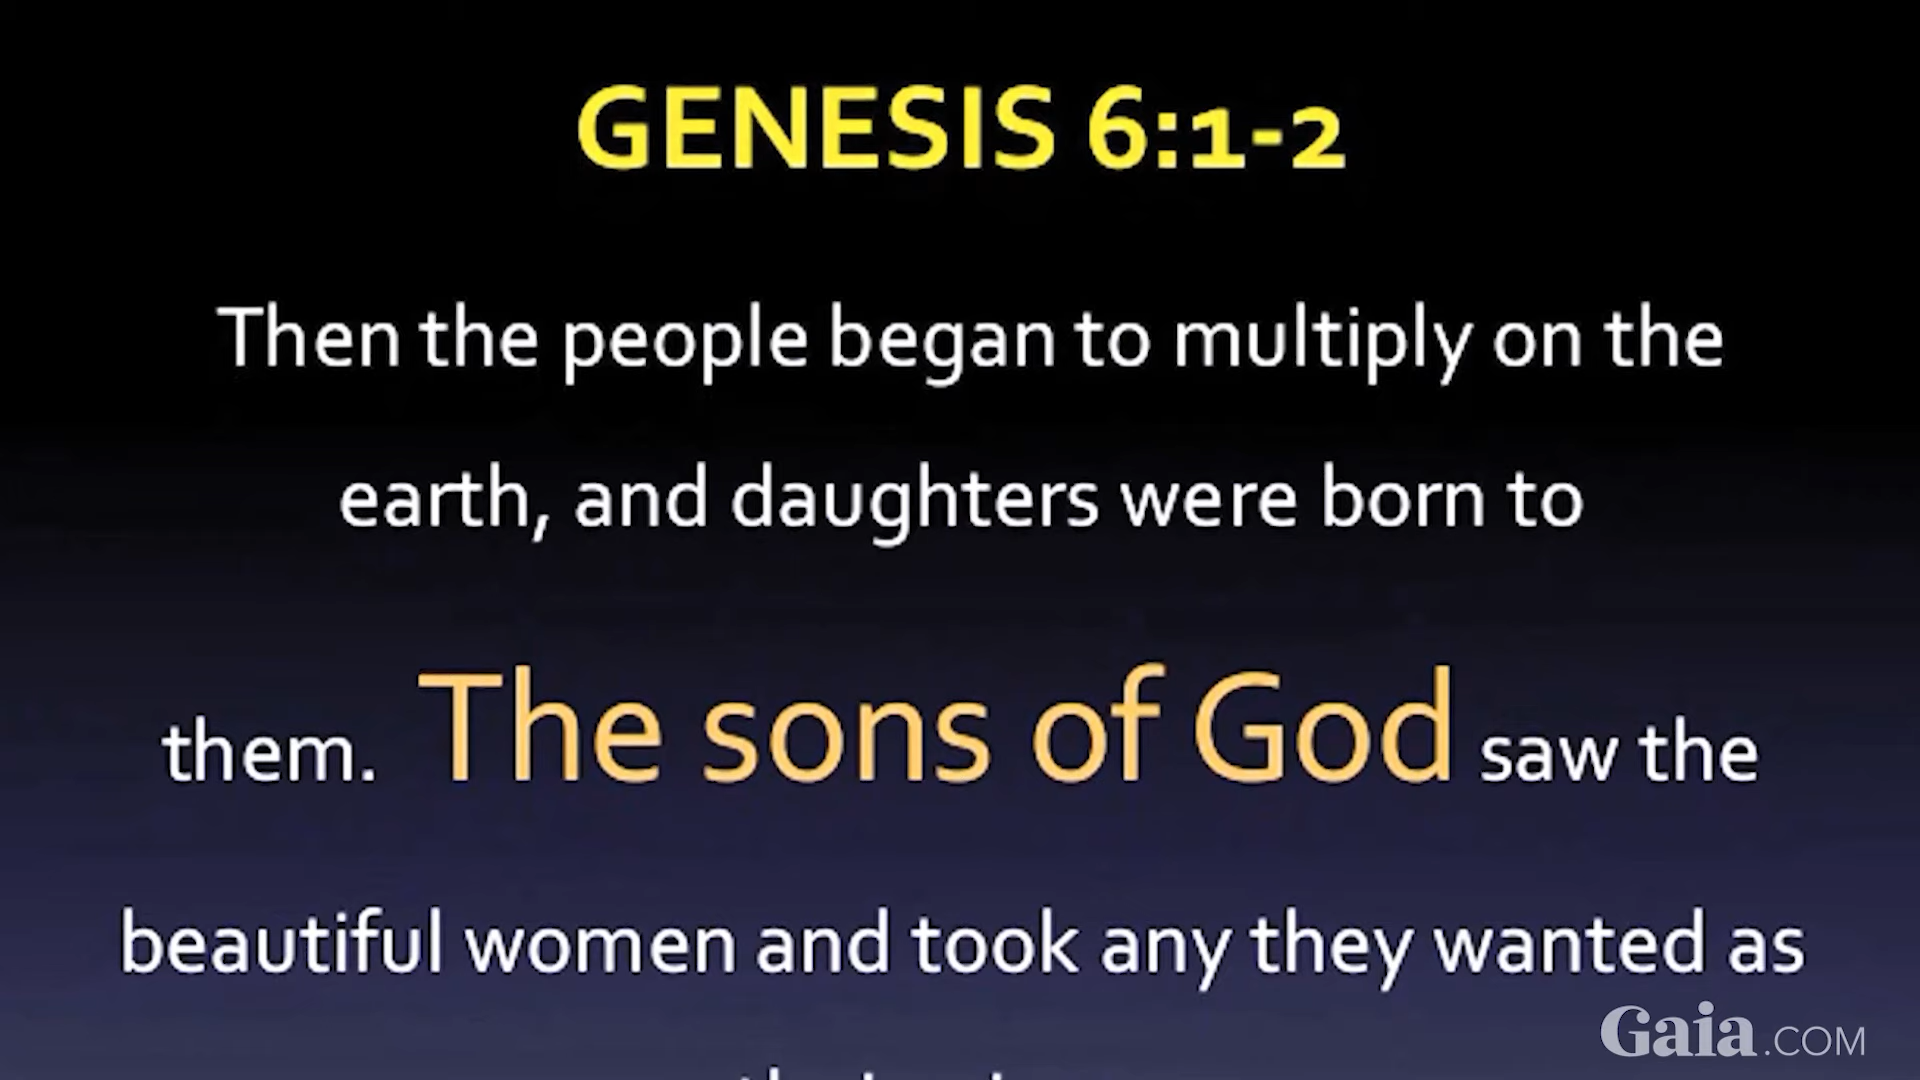 GENESIS 6:1-2
Then the people began to multiply on the
earth, and daughters were born to
them. The sons of God saw the
beautiful women and took any they wanted as
Gaia.COM